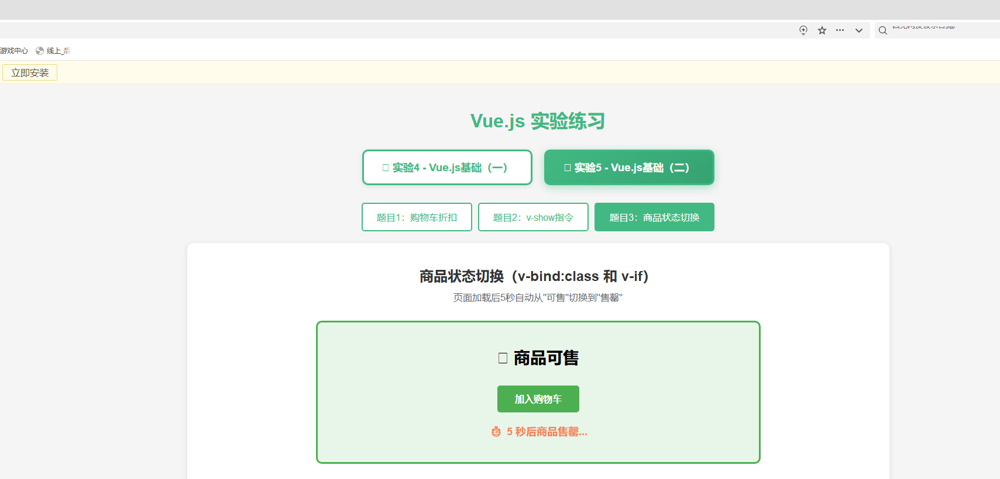 游戏中心 线上_后
立即安装
Vue.js 实验练习
实验4 - Vue.js基础（一）
实验5 - Vue.js基础（二）
题目1：购物车折扣
题目2：v-show指令
题目3：商品状态切换
商品状态切换（v-bind:class 和 v-if）
页面加载后5秒自动从"可售"切换到"售罄"
商品可售
加入购物车
5 秒后商品售罄...